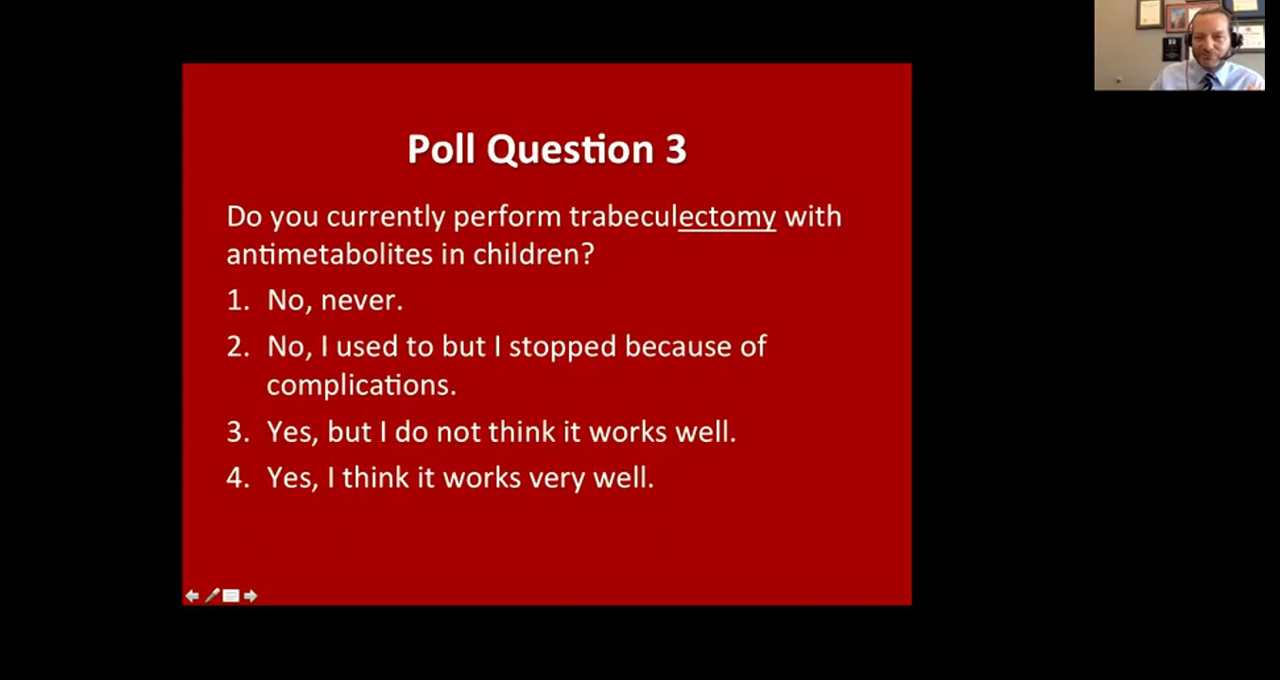 Poll Question 3
Do you currently perform trabeculectomy with
antimetabolites in children?
1. No, never.
2. No, I used to but I stopped because of
complications.
3. Yes, but I do not think it works well.
4. Yes, I think it works very well.